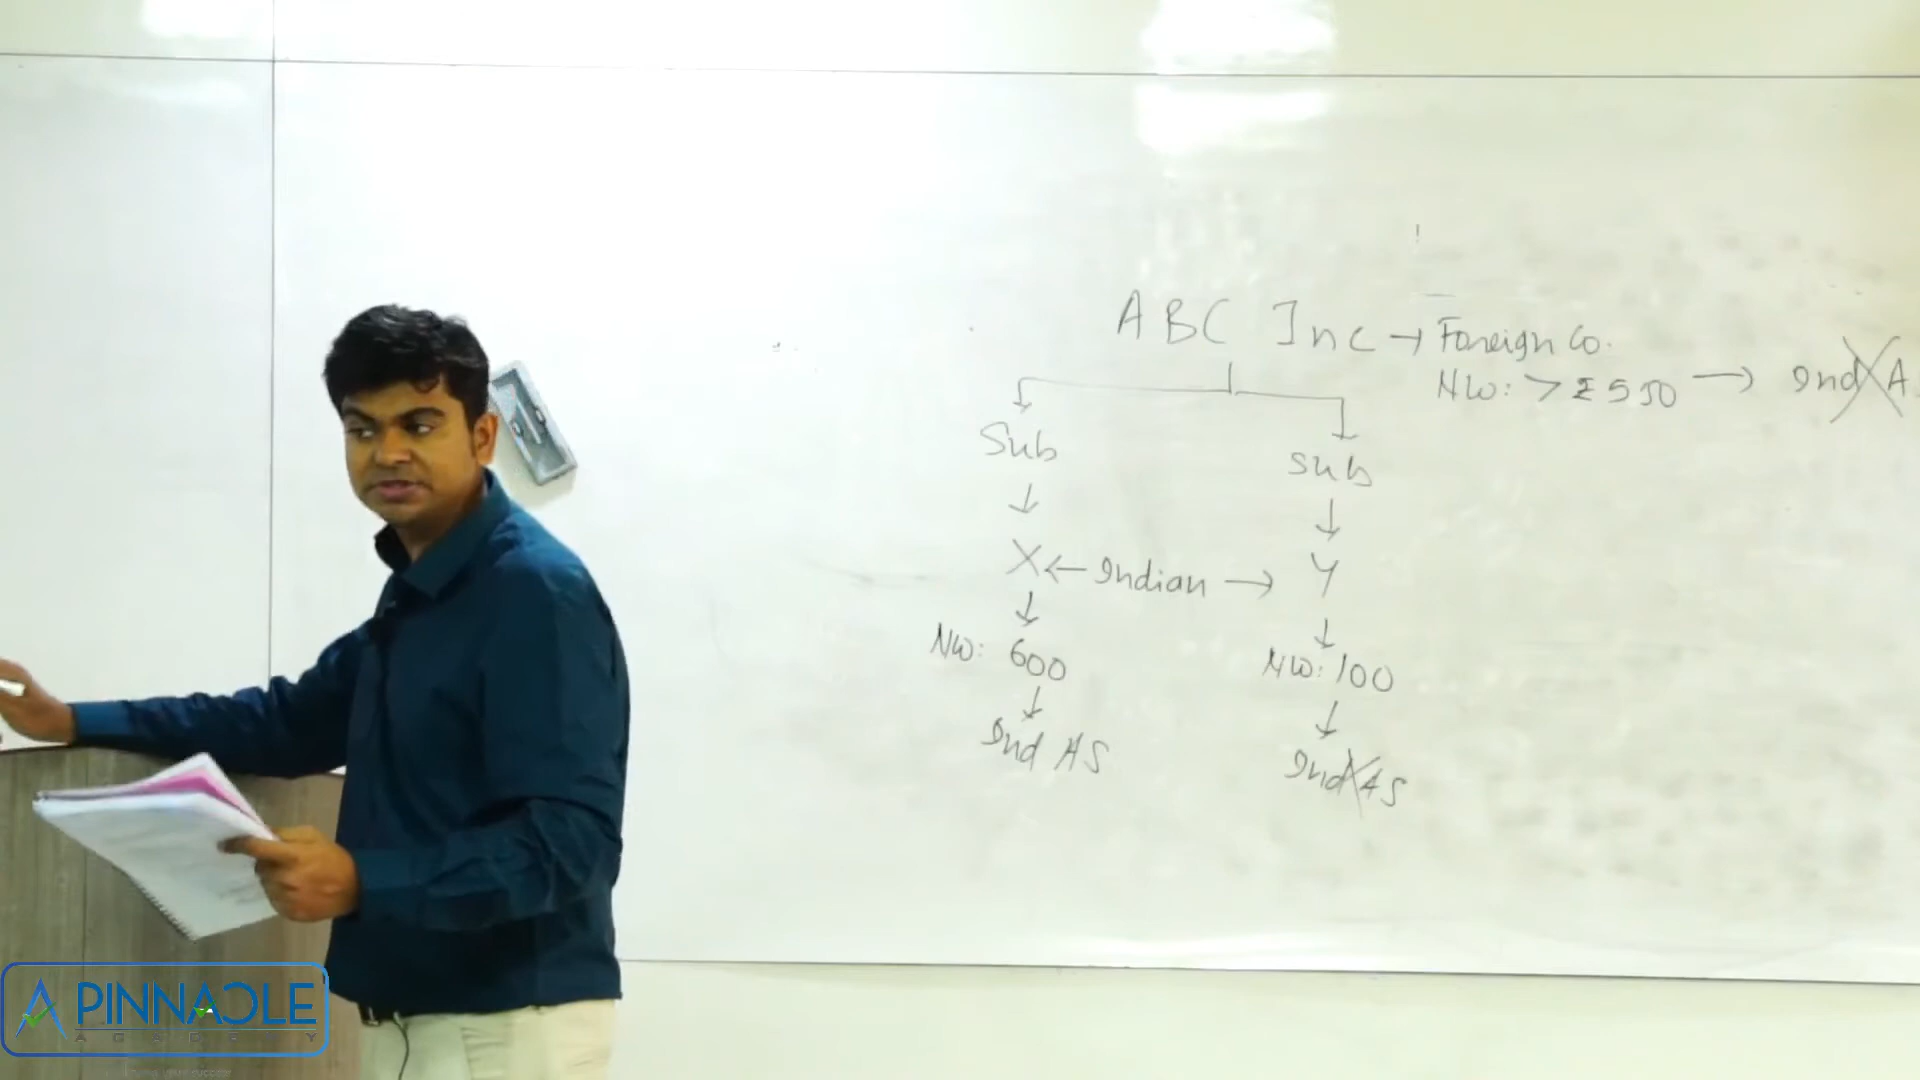 ABC Inc → Foreign Co.
NW: > ₹ 550 → Ind A
Sub
sub
X ← Indian → Y
NW: 600
NW: 100
Ind AS
Ind AS
PINNACLE
ACADEMY